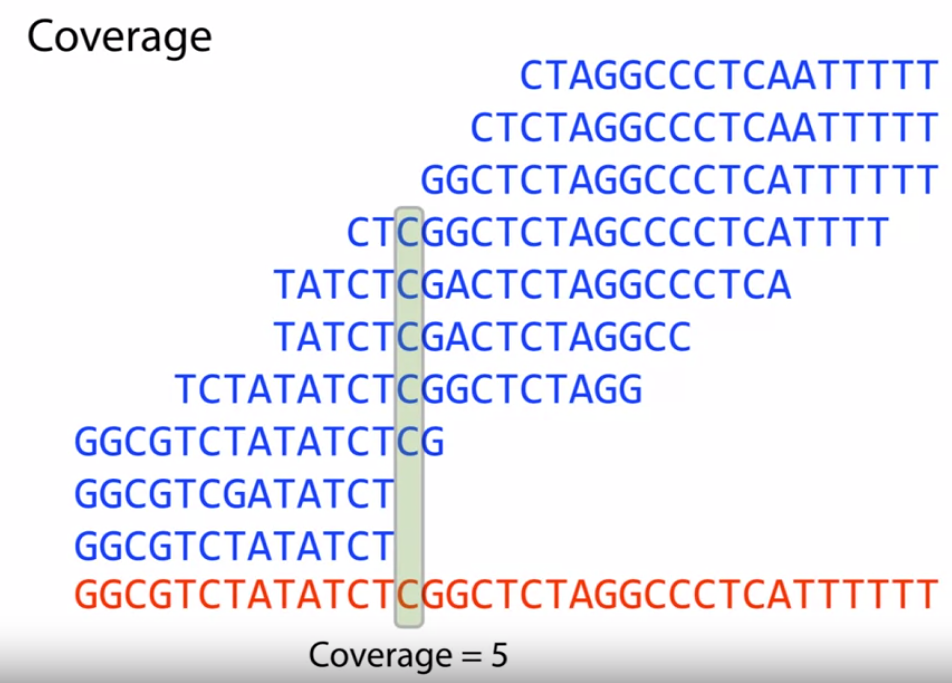 Coverage
CTAGGCCCTCAATTTTT
CTCTAGGCCCTCAATTTTT
GGCTCTAGGCCCTCATTTTTT
CTCGGCTCTAGCCCCTCATTTT
TATCTCGACTCTAGGCCCTCA
TATCTCGACTCTAGGCC
TCTATATCTCGGCTCTAGG
GGCGTCTATATCTCG
GGCGTCGATATCT
GGCGTCTATATCT
GGCGTCTATATCTCGGCTCTAGGCCCTCATTTTTT
Coverage = 5